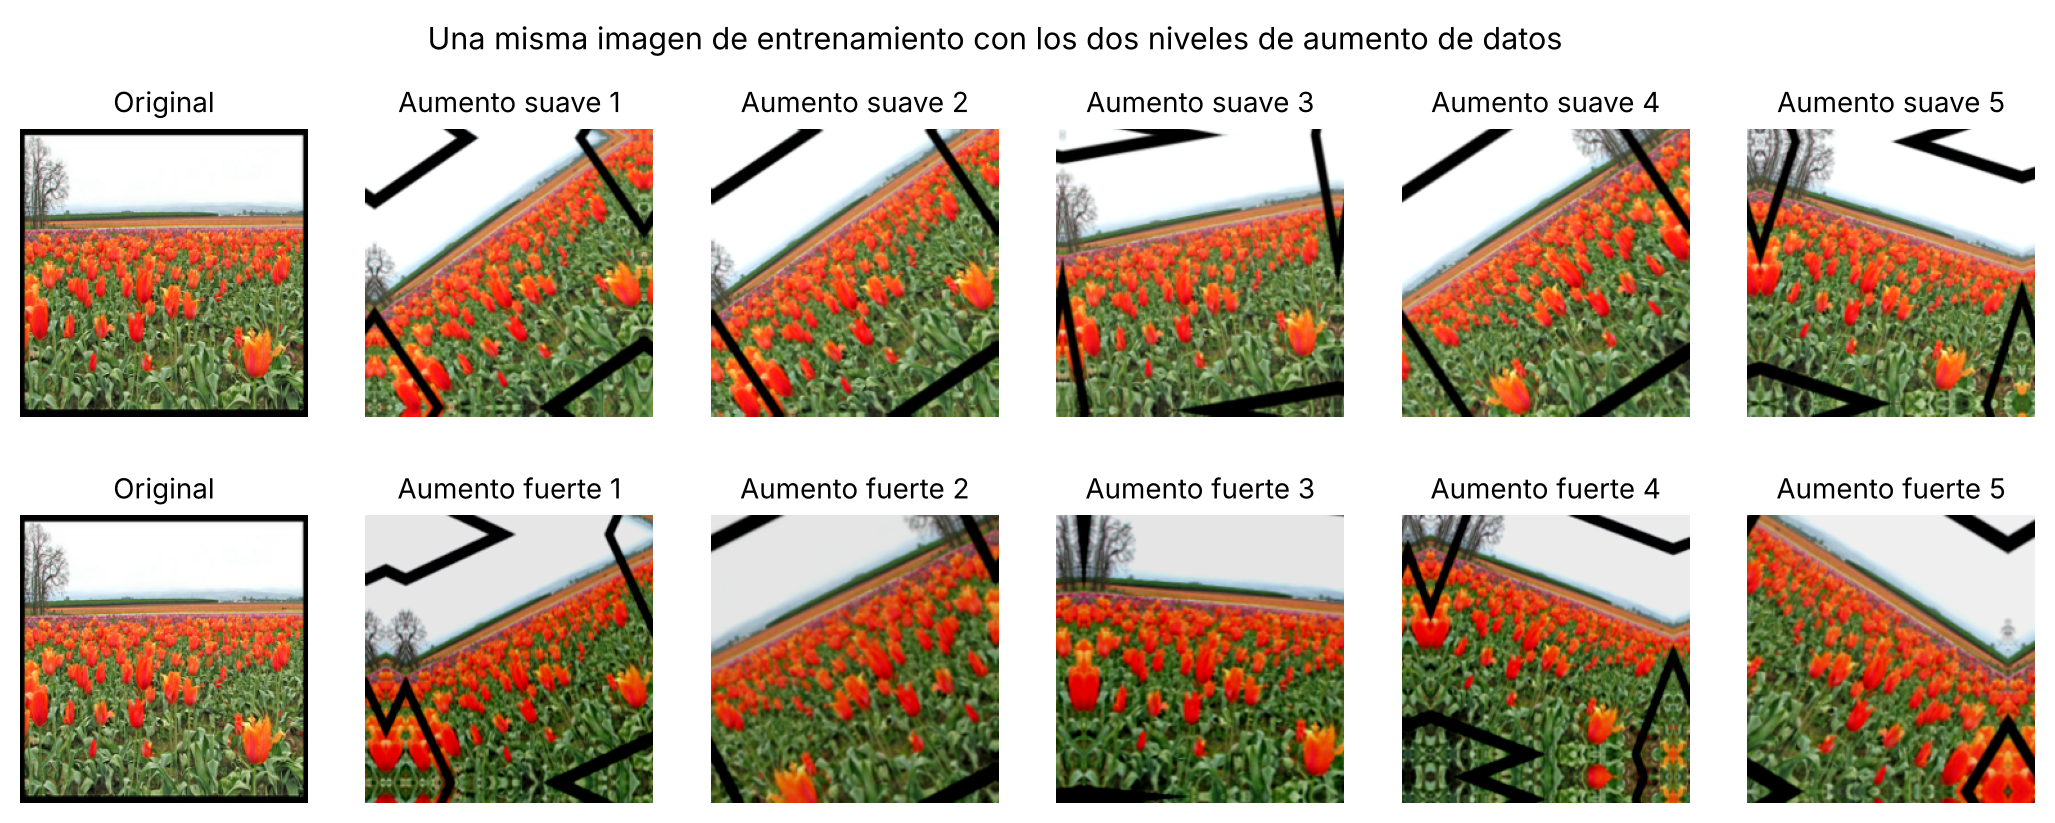 Una misma imagen de entrenamiento con los dos niveles de aumento de datos
Original
Aumento suave 1
Aumento suave 2
Aumento suave 3
Aumento suave 4
Aumento suave 5
Original
Aumento fuerte 1
Aumento fuerte 2
Aumento fuerte 3
Aumento fuerte 4
Aumento fuerte 5